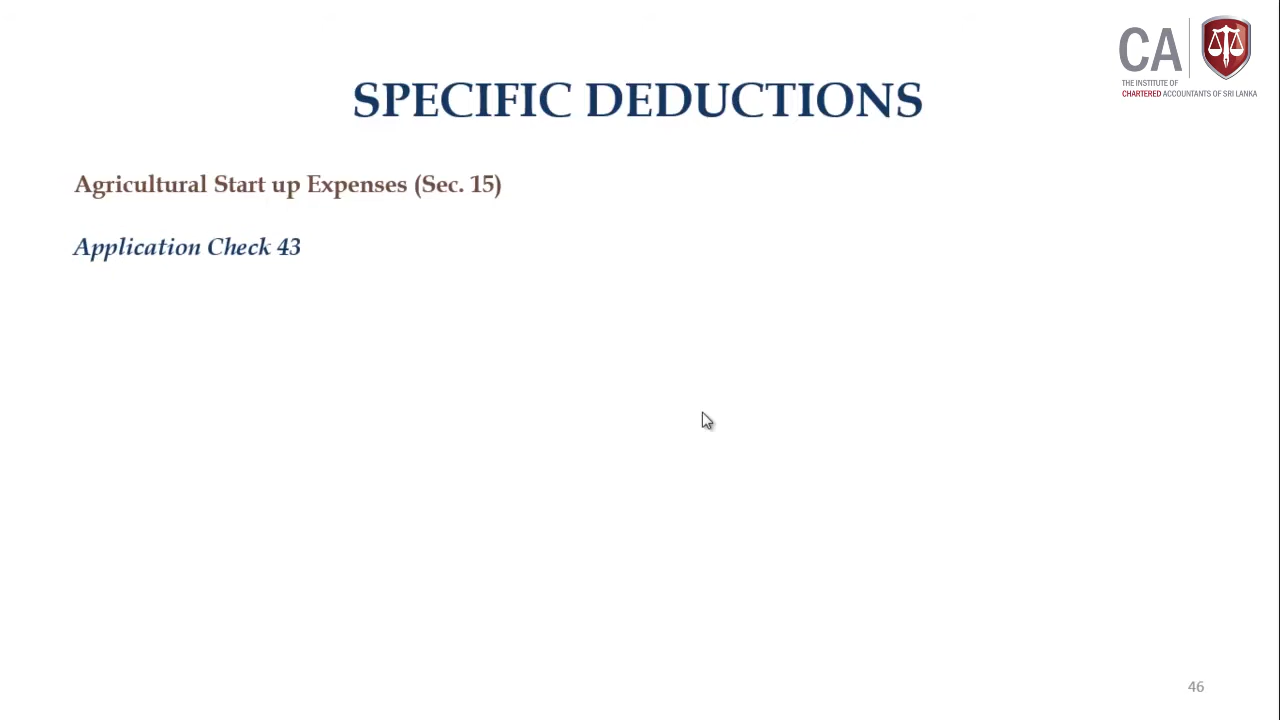 CA
THE INSTITUTE OF
CHARTERED ACCOUNTANTS OF SRI LANKA
SPECIFIC DEDUCTIONS
Agricultural Start up Expenses (Sec. 15)
Application Check 43
46